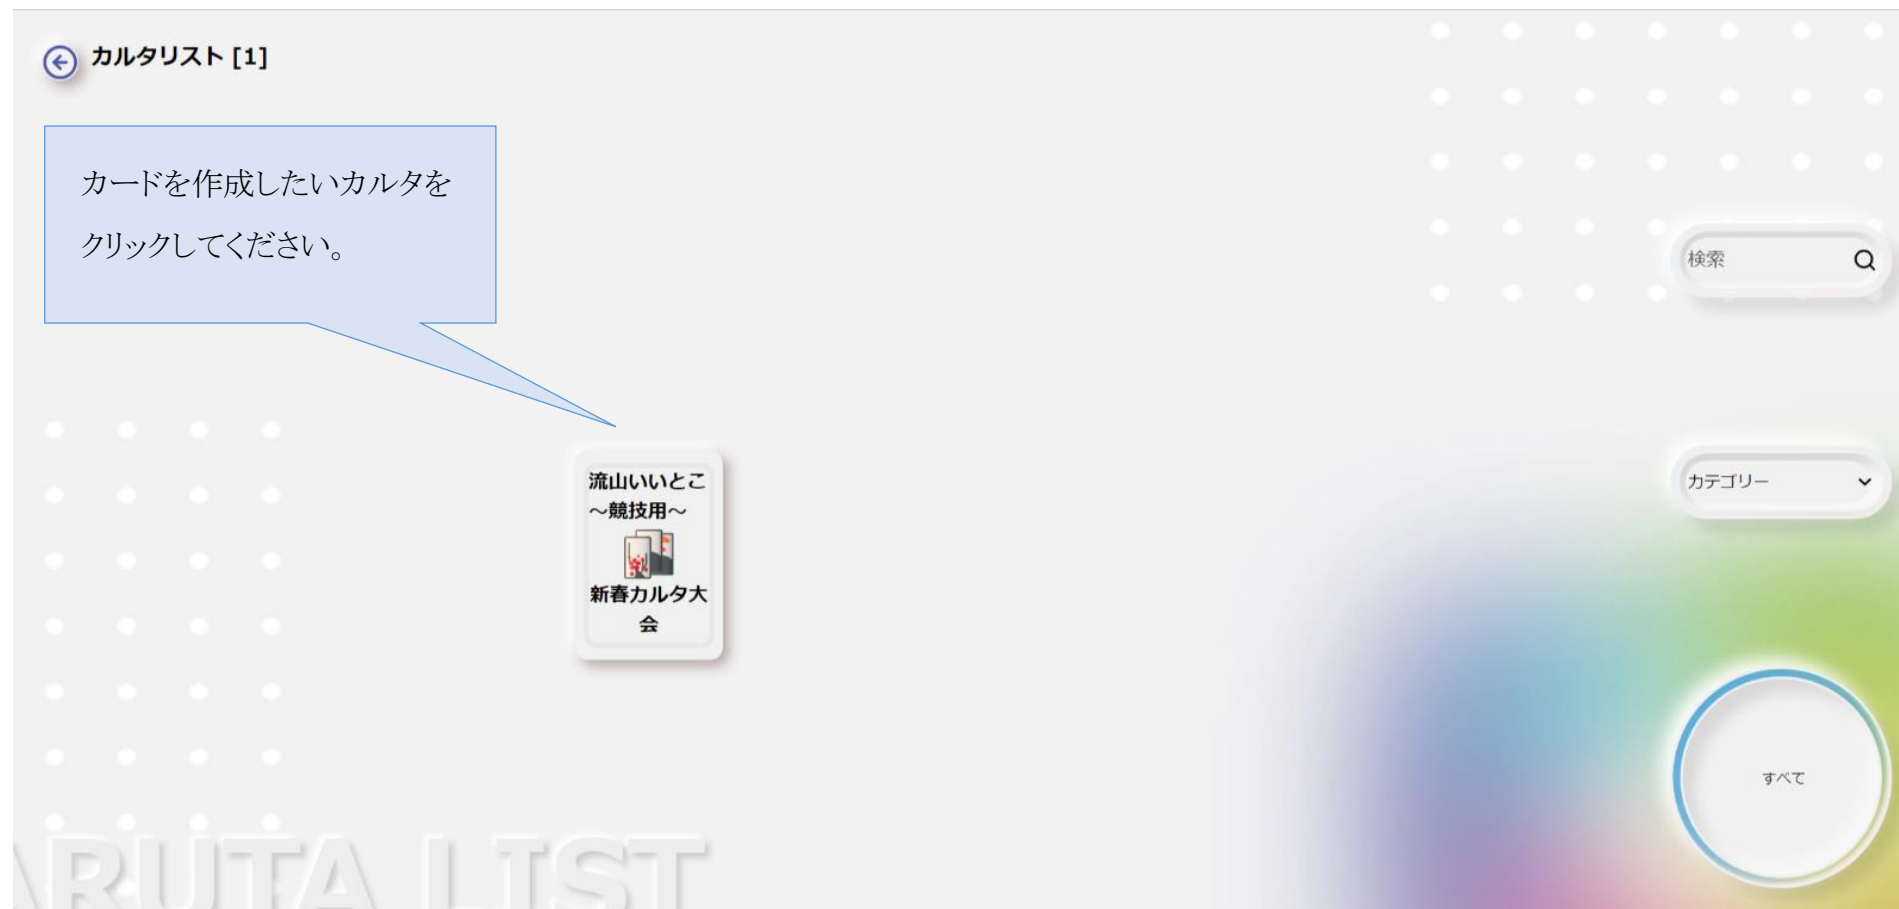 カルタリスト [1]
カードを作成したいカルタを
クリックしてください。
検索
カテゴリー
流山いいとこ
～競技用～
新春カルタ大
会
すべて
ARUTA LIST